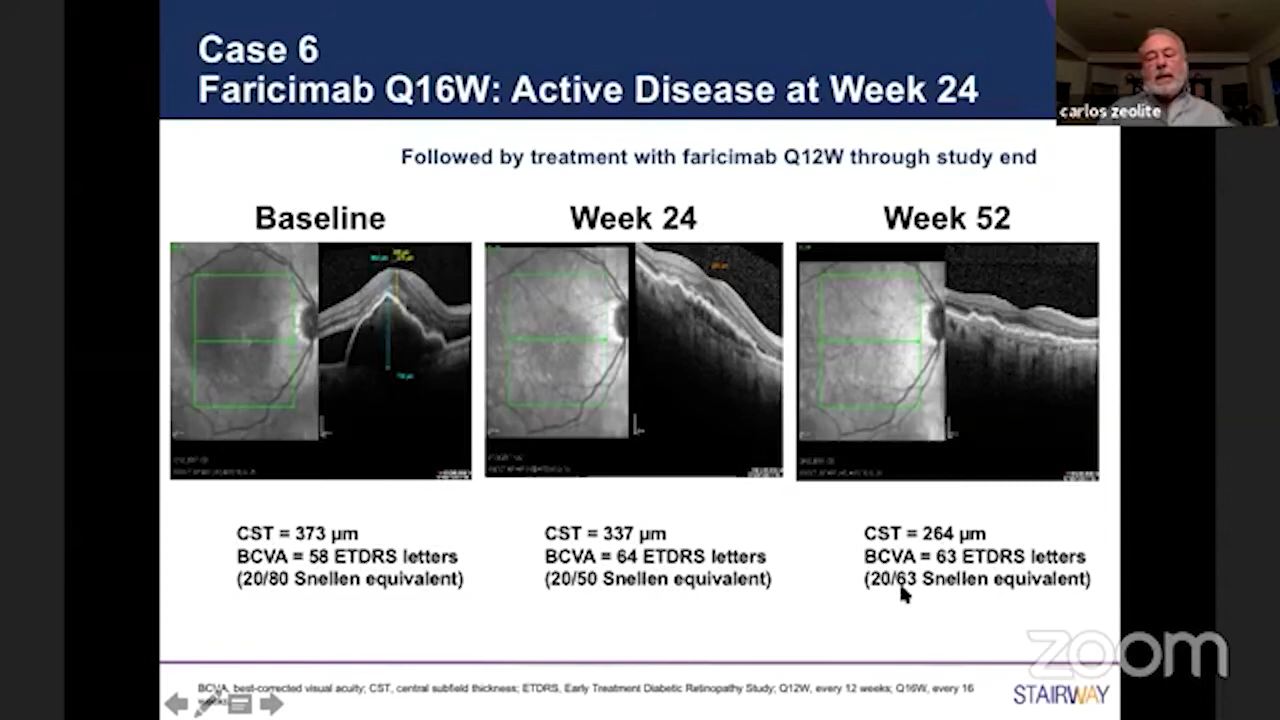 Case 6
Faricimab Q16W: Active Disease at Week 24
carlos zeolite
Followed by treatment with faricimab Q12W through study end
Baseline
Week 24
Week 52
CST = 373 µm
BCVA = 58 ETDRS letters
(20/80 Snellen equivalent)
CST = 337 µm
BCVA = 64 ETDRS letters
(20/50 Snellen equivalent)
CST = 264 µm
BCVA = 63 ETDRS letters
(20/63 Snellen equivalent)
zoom
BCVA, best-corrected visual acuity; CST, central subfield thickness; ETDRS, Early Treatment Diabetic Retinopathy Study; Q12W, every 12 weeks; Q16W, every 16
STAIRWAY